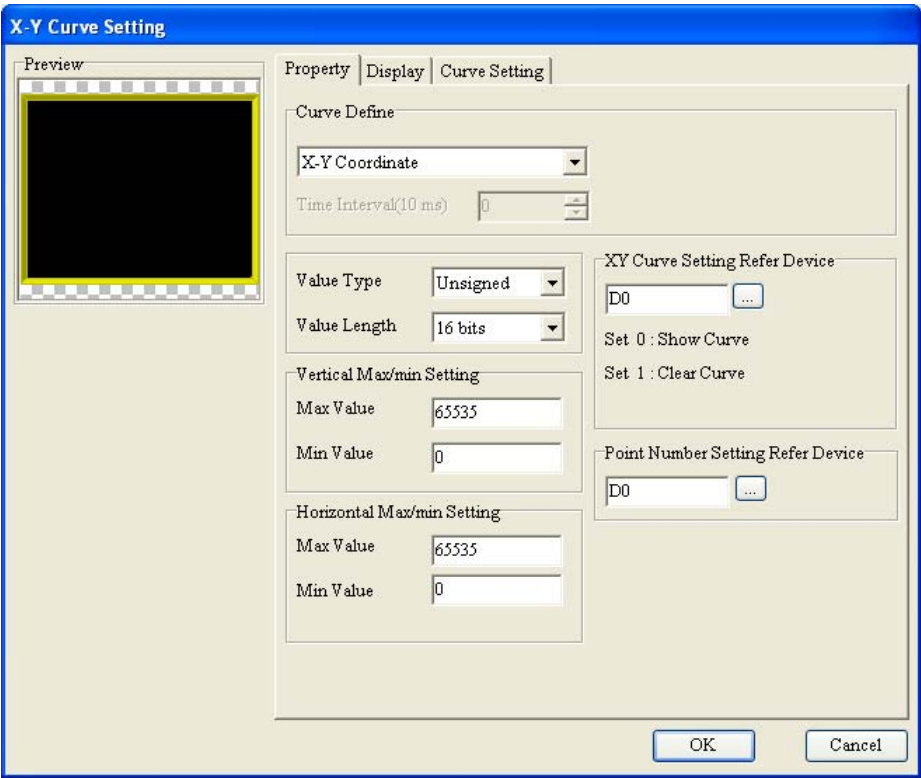 X-Y Curve Setting
Preview
Property
Display
Curve Setting
Curve Define
X-Y Coordinate
Time Interval(10 ms)
0
Value Type
Unsigned
Value Length
16 bits
Vertical Max/min Setting
Max Value
65535
Min Value
0
Horizontal Max/min Setting
Max Value
65535
Min Value
0
XY Curve Setting Refer Device
D0
...
Set 0 : Show Curve
Set 1 : Clear Curve
Point Number Setting Refer Device
D0
...
OK
Cancel